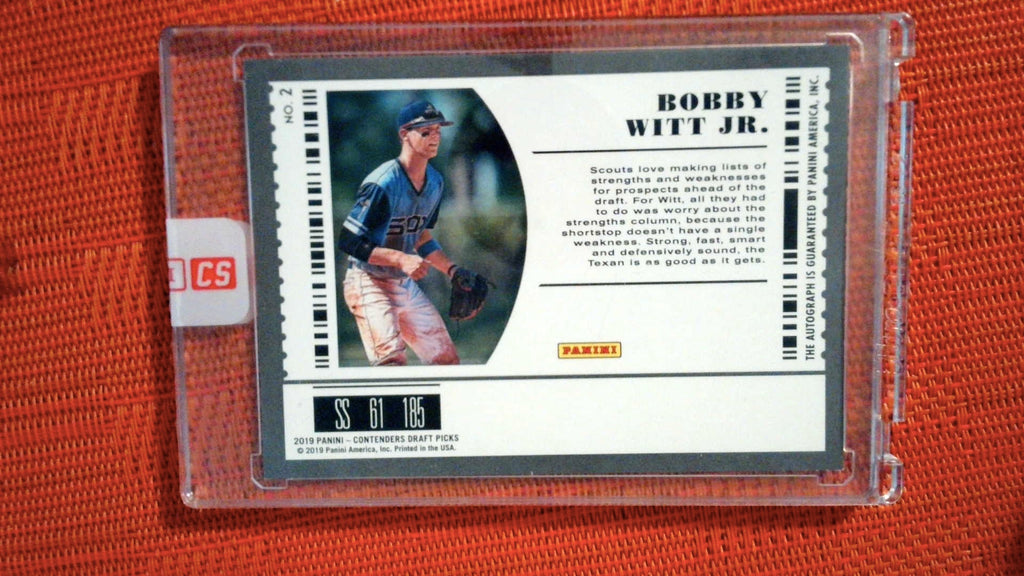 NO. 2
BOBBY
WITT JR.
Scouts love making lists of
strengths and weaknesses
for prospects ahead of the
draft. For Witt, all they had
to do was worry about the
strengths column, because the
shortstop doesn't have a single
weakness. Strong, fast, smart
and defensively sound, the
Texan is as good as it gets.
THE AUTOGRAPH IS GUARANTEED BY PANINI AMERICA, INC.
SOX
CS
PANINI
SS 61 185
2019 PANINI – CONTENDERS DRAFT PICKS
© 2019 Panini America, Inc. Printed in the USA.